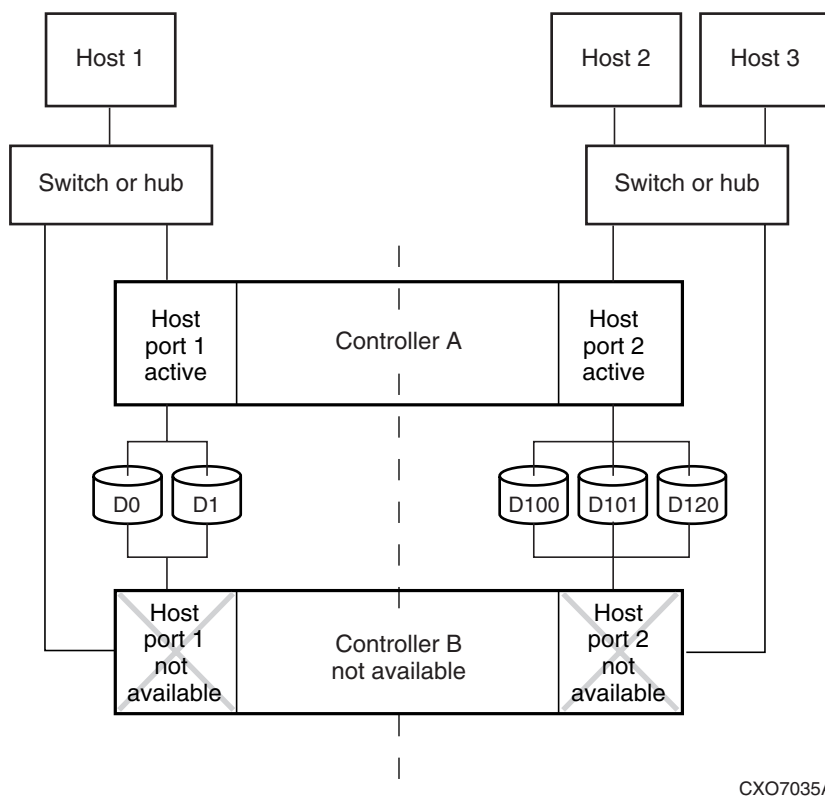 Host 1
Host 2
Host 3
Switch or hub
Switch or hub
Host
port 1
active
Controller A
Host
port 2
active
D0
D1
D100
D101
D120
Host
port 1
not
available
Controller B
not available
Host
port 2
not
available
CXO7035A